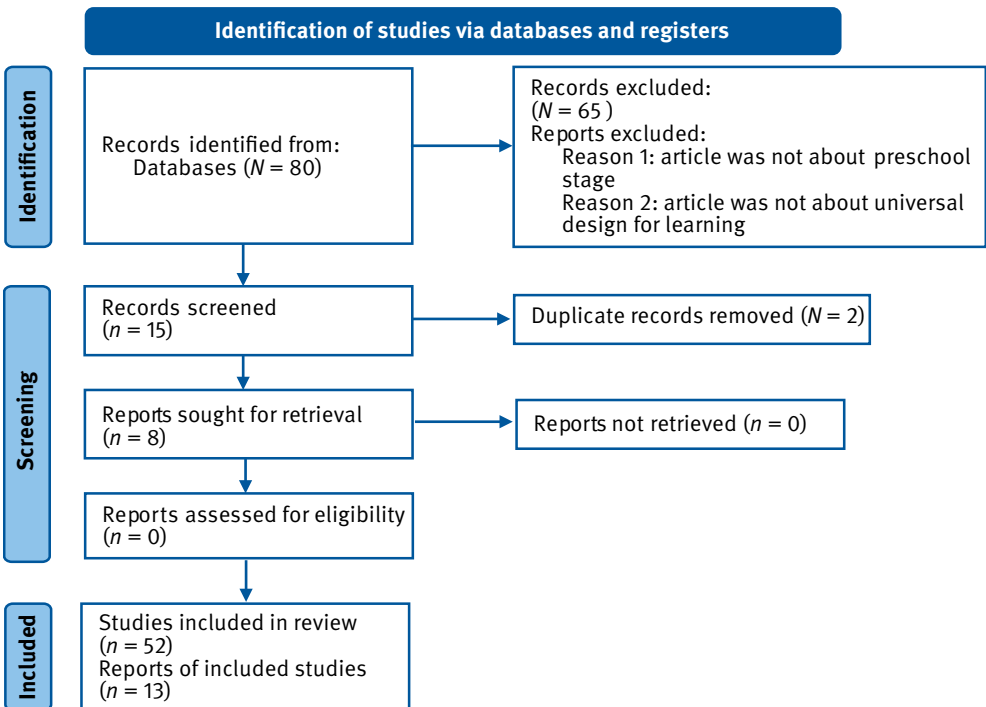 Identification of studies via databases and registers
Identification
Records identified from:
Databases (N = 80)
Records excluded:
(N = 65 )
Reports excluded:
Reason 1: article was not about preschool
stage
Reason 2: article was not about universal
design for learning
Screening
Records screened
(n = 15)
Duplicate records removed (N = 2)
Reports sought for retrieval
(n = 8)
Reports not retrieved (n = 0)
Reports assessed for eligibility
(n = 0)
Included
Studies included in review
(n = 52)
Reports of included studies
(n = 13)